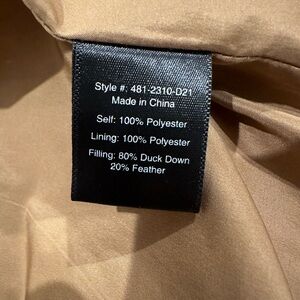 Style #: 481-2310-D21
Made in China
Self: 100% Polyester
Lining: 100% Polyester
Filling: 80% Duck Down
20% Feather